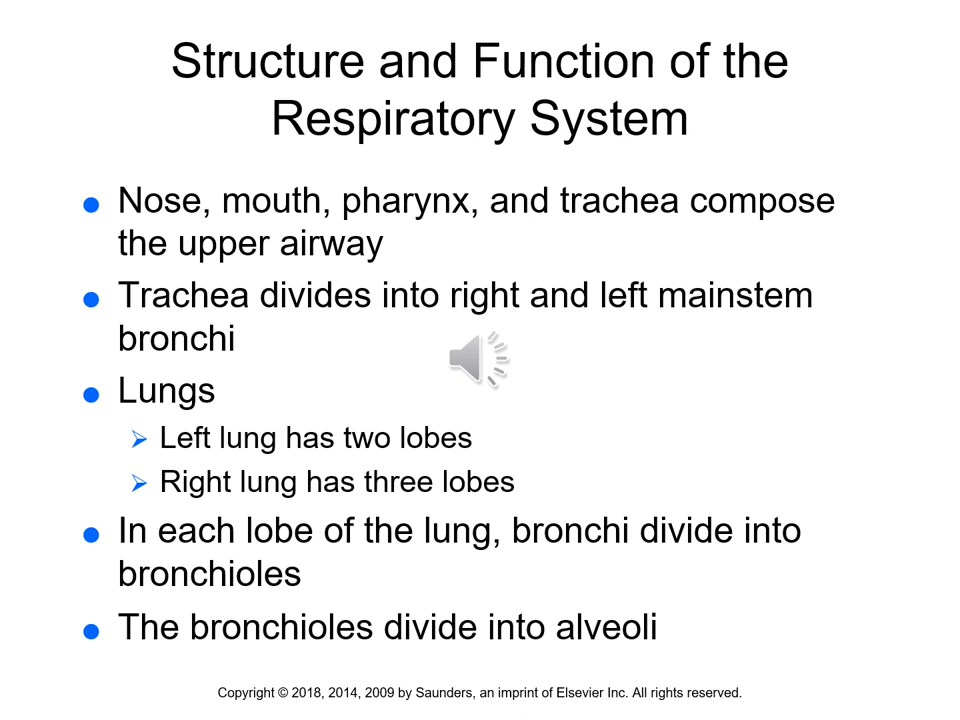 Structure and Function of the
Respiratory System
Nose, mouth, pharynx, and trachea compose
the upper airway
Trachea divides into right and left mainstem
bronchi
Lungs
Left lung has two lobes
Right lung has three lobes
In each lobe of the lung, bronchi divide into
bronchioles
The bronchioles divide into alveoli
Copyright © 2018, 2014, 2009 by Saunders, an imprint of Elsevier Inc. All rights reserved.